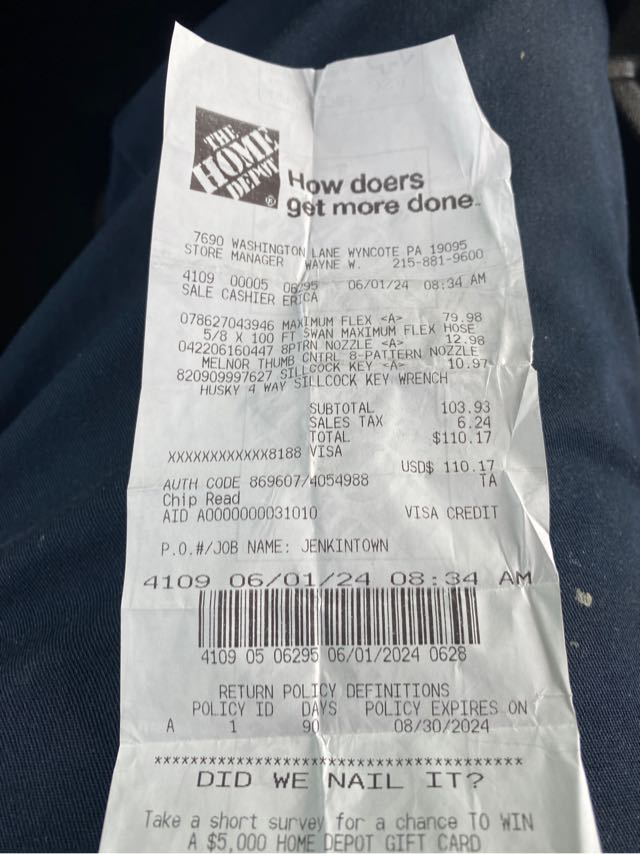 THE
HOME
DEPOT
®
How doers
get more done™
7690 WASHINGTON LANE WYNCOTE PA 19095
STORE MANAGER WAYNE W. 215-881-9600
4109 00005 06295 06/01/24 08:34 AM
SALE CASHIER ERICA
078627043946 MAXIMUM FLEX <A> 79.98
5/8 X 100 FT SWAN MAXIMUM FLEX HOSE
042206160447 8PTRN NOZZLE <A> 12.98
MELNOR THUMB CNTRL 8-PATTERN NOZZLE
820909997627 SILLCOCK KEY <A> 10.97
HUSKY 4 WAY SILLCOCK KEY WRENCH
SUBTOTAL 103.93
SALES TAX 6.24
TOTAL $110.17
XXXXXXXXXXXX8188 VISA
USD$ 110.17
AUTH CODE 869607/4054988 TA
Chip Read
AID A0000000031010 VISA CREDIT
P.O.#/JOB NAME: JENKINTOWN
4109 06/01/24 08:34 AM
4109 05 06295 06/01/2024 0628
RETURN POLICY DEFINITIONS
POLICY ID DAYS POLICY EXPIRES ON
A 1 90 08/30/2024
****************************************
DID WE NAIL IT?
Take a short survey for a chance TO WIN
A $5,000 HOME DEPOT GIFT CARD